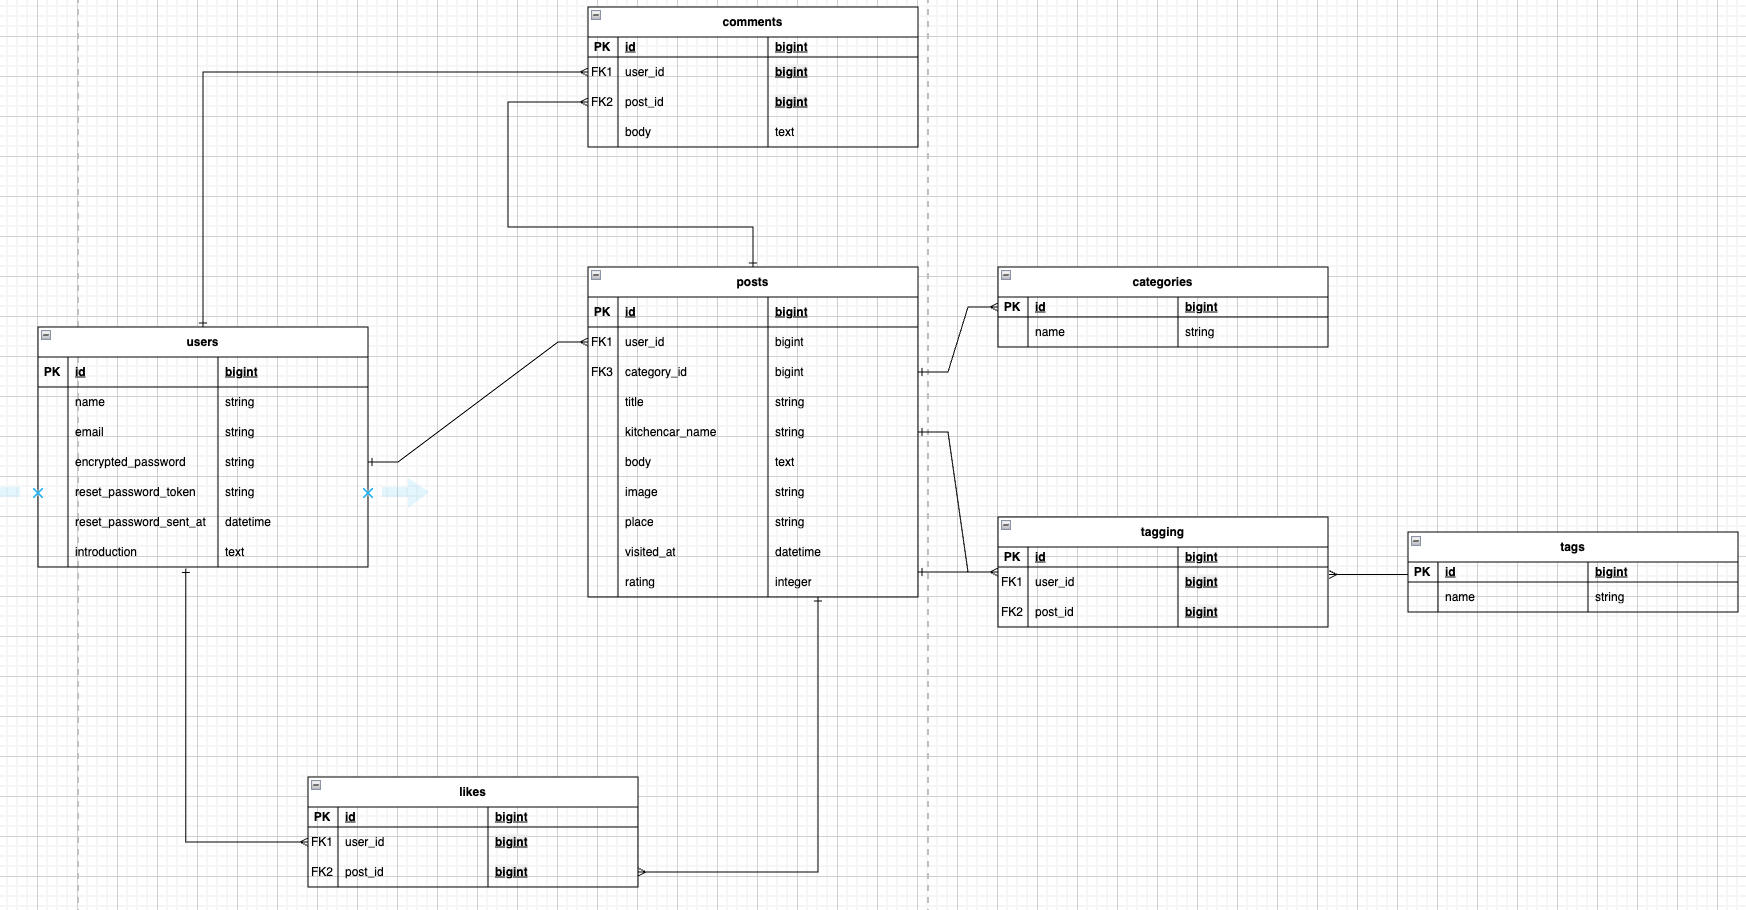 comments
PK id bigint
FK1 user_id bigint
FK2 post_id bigint
body text
users
PK id bigint
name string
email string
encrypted_password string
reset_password_token string
reset_password_sent_at datetime
introduction text
posts
PK id bigint
FK1 user_id bigint
FK3 category_id bigint
title string
kitchencar_name string
body text
image string
place string
visited_at datetime
rating integer
categories
PK id bigint
name string
tagging
PK id bigint
FK1 user_id bigint
FK2 post_id bigint
tags
PK id bigint
name string
likes
PK id bigint
FK1 user_id bigint
FK2 post_id bigint